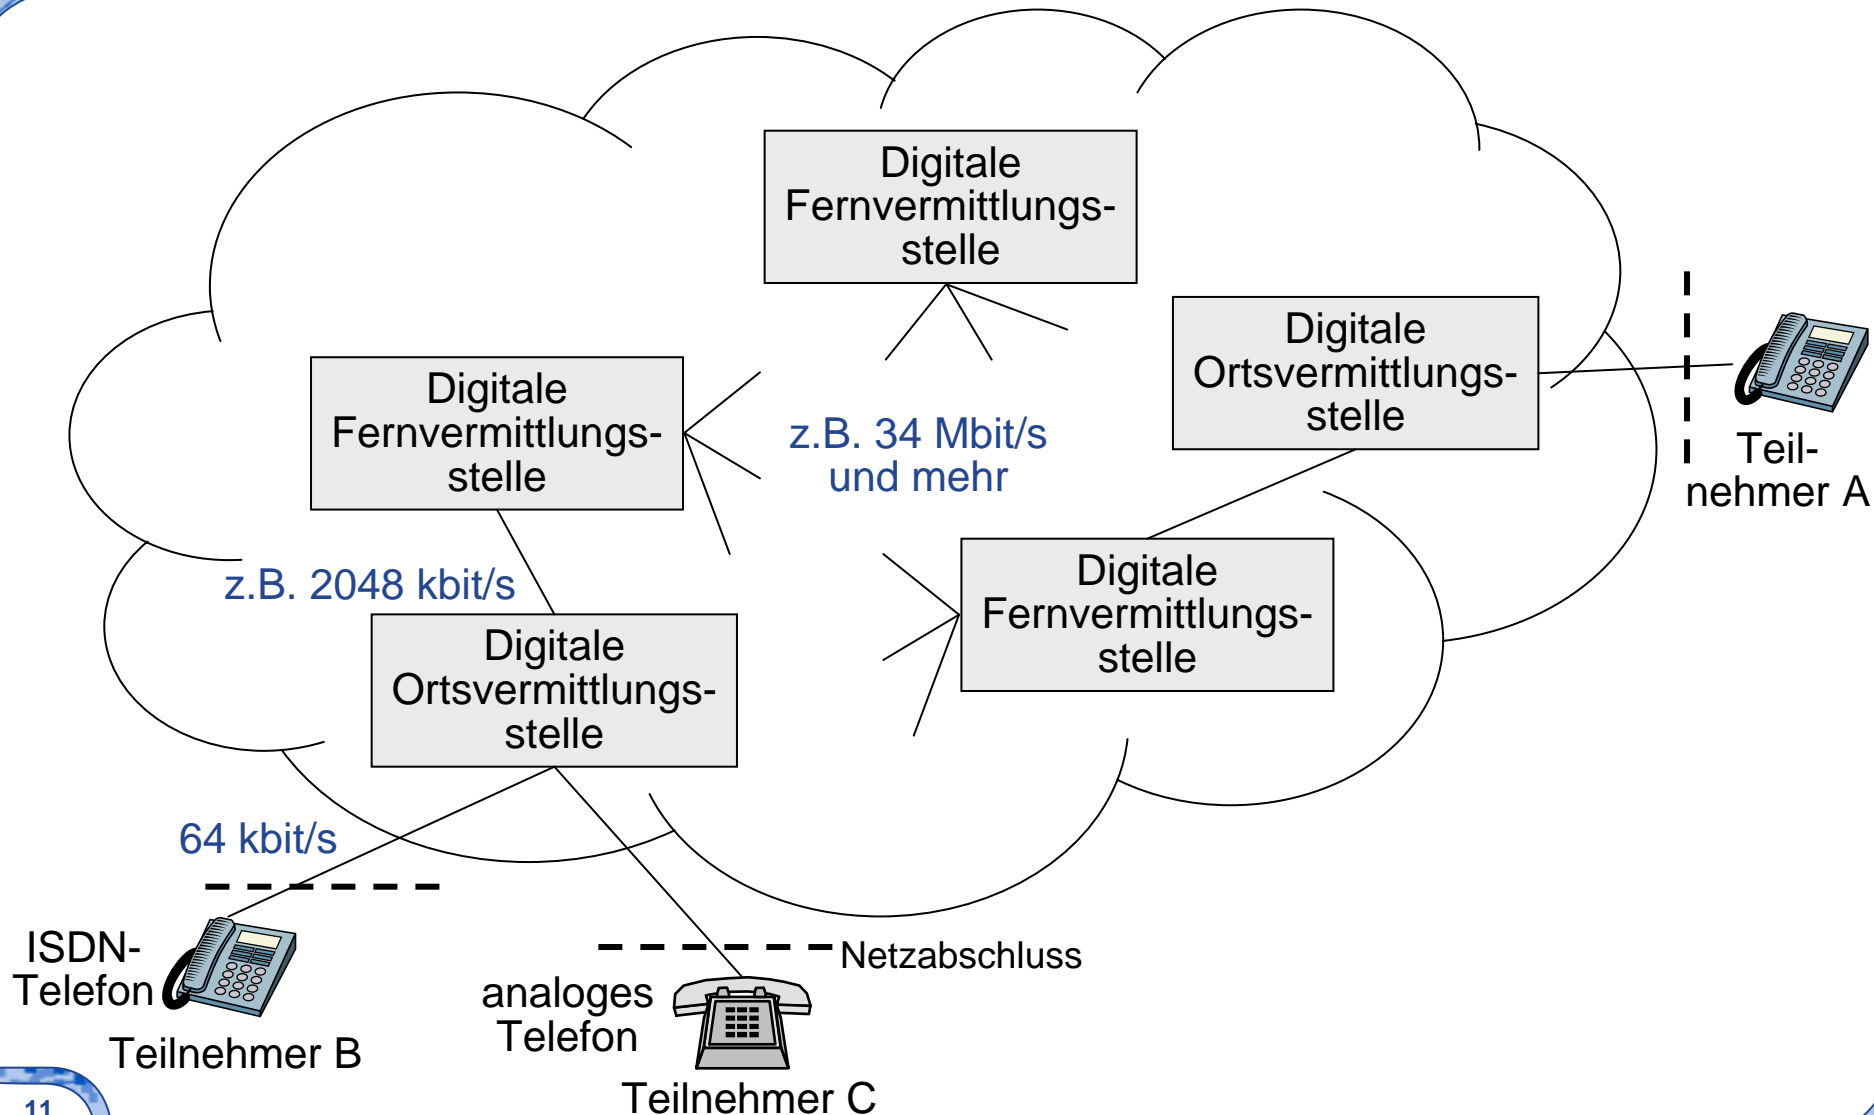 Digitale
Fernvermittlungs-
stelle
Digitale
Ortsvermittlungs-
stelle
Digitale
Fernvermittlungs-
stelle
z.B. 34 Mbit/s
und mehr
Teil-
nehmer A
z.B. 2048 kbit/s
Digitale
Fernvermittlungs-
stelle
Digitale
Ortsvermittlungs-
stelle
64 kbit/s
ISDN-
Telefon
Teilnehmer B
Netzabschluss
analoges
Telefon
Teilnehmer C
11